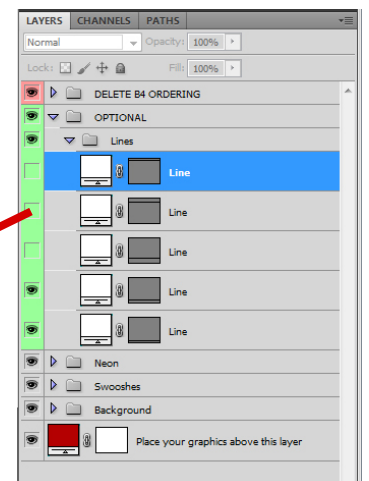 LAYERS CHANNELS PATHS
Normal Opacity: 100%
Lock: Fill: 100%
DELETE B4 ORDERING
OPTIONAL
Lines
Line
Line
Line
Line
Line
Neon
Swooshes
Background
Place your graphics above this layer